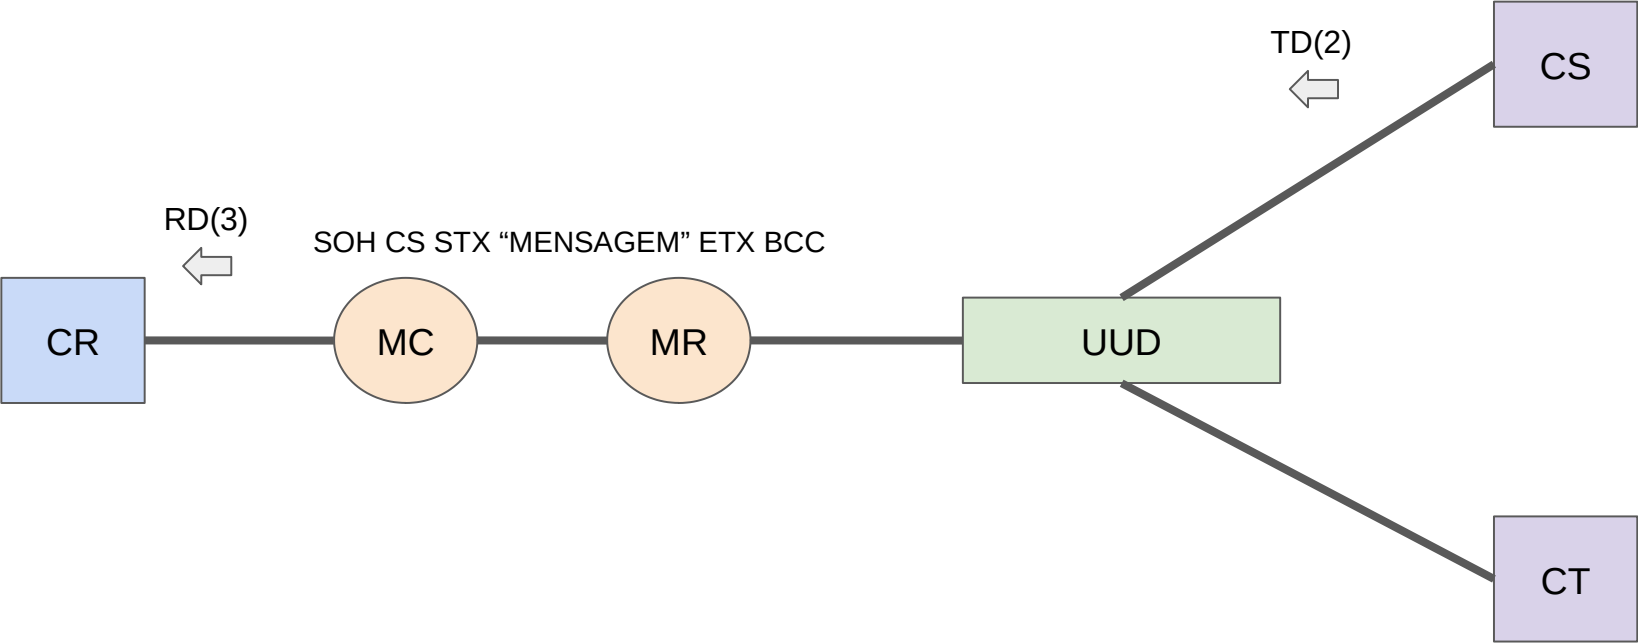 TD(2)
CS
RD(3)
SOH CS STX “MENSAGEM” ETX BCC
CR
MC
MR
UUD
CT